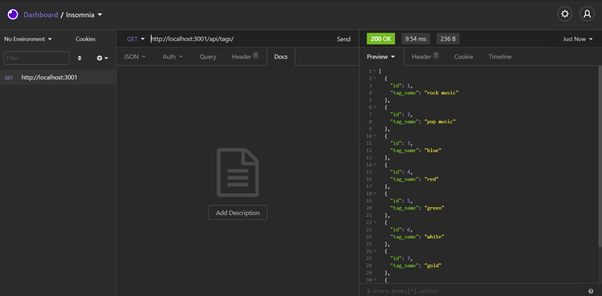 Dashboard / Insomnia
No Environment
Cookies
Filter
GET http://localhost:3001
GET http://localhost:3001/api/tags/ Send
JSON Auth Query Header 1 Docs
Add Description
200 OK 9.54 ms 236 B Just Now
Preview Header 7 Cookie Timeline
1 [
2 {
3 "id": 1,
4 "tag_name": "rock music"
5 },
6 {
7 "id": 2,
8 "tag_name": "pop music"
9 },
10 {
11 "id": 3,
12 "tag_name": "blue"
13 },
14 {
15 "id": 4,
16 "tag_name": "red"
17 },
18 {
19 "id": 5,
20 "tag_name": "green"
21 },
22 {
23 "id": 6,
24 "tag_name": "white"
25 },
26 {
27 "id": 7,
28 "tag_name": "gold"
29 },
30 {
$.store.books[*].author